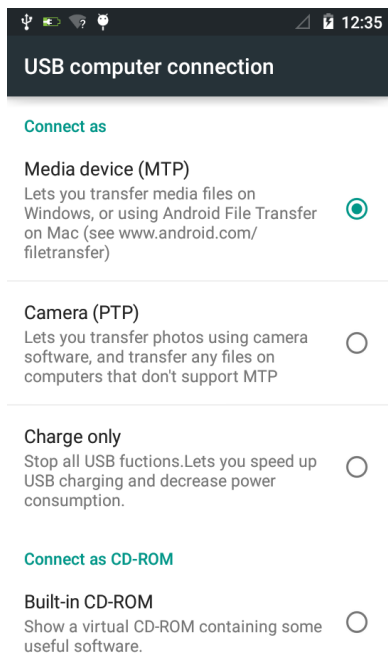 12:35
USB computer connection
Connect as
Media device (MTP)
Lets you transfer media files on
Windows, or using Android File Transfer
on Mac (see www.android.com/
filetransfer)
Camera (PTP)
Lets you transfer photos using camera
software, and transfer any files on
computers that don't support MTP
Charge only
Stop all USB fuctions.Lets you speed up
USB charging and decrease power
consumption.
Connect as CD-ROM
Built-in CD-ROM
Show a virtual CD-ROM containing some
useful software.